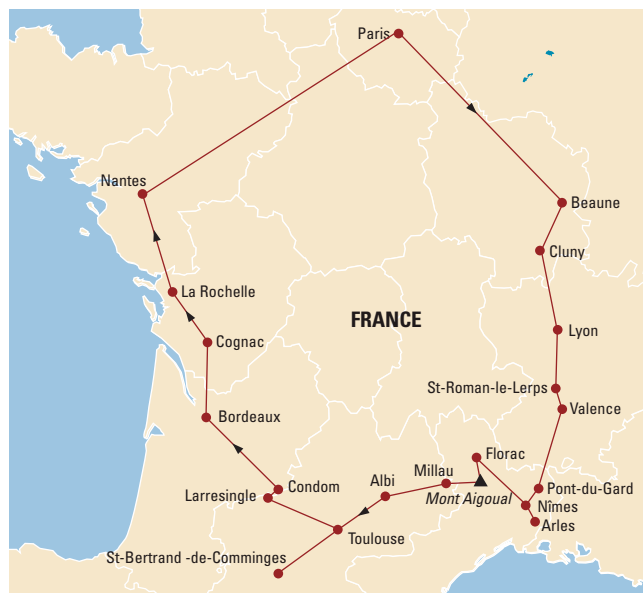 Paris
Nantes
Beaune
Cluny
La Rochelle
FRANCE
Lyon
Cognac
St-Roman-le-Lerps
Valence
Bordeaux
Florac
Millau
Albi
Condom
Larressingle
Mont Aigoual
Pont-du-Gard
Nîmes
Arles
Toulouse
St-Bertrand -de-Comminges